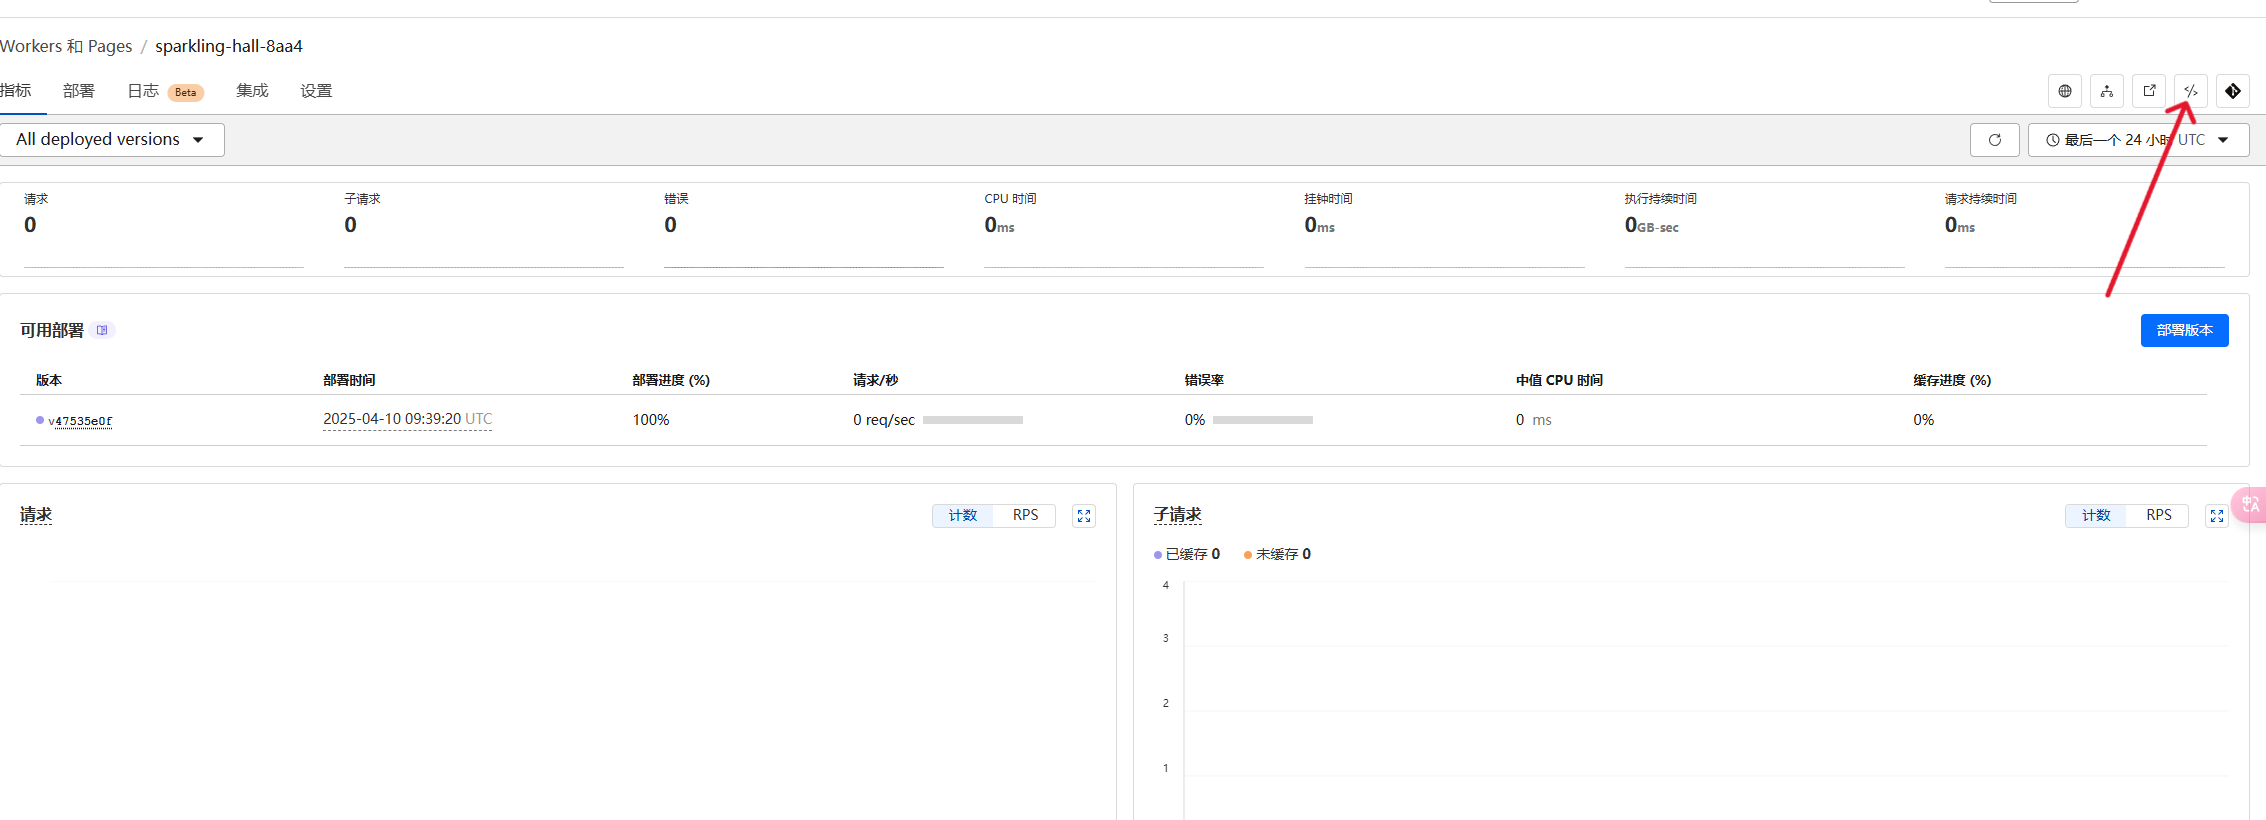 Workers 和 Pages / sparkling-hall-8aa4
指标 部署 日志 Beta 集成 设置
All deployed versions
最后一个 24 小时 UTC
请求 子请求 错误 CPU 时间 挂钟时间 执行持续时间 请求持续时间
0 0 0 0ms 0ms 0GB-sec 0ms
可用部署
部署版本
版本 部署时间 部署进度 (%) 请求/秒 错误率 中值 CPU 时间 缓存进度 (%)
v47535e0f 2025-04-10 09:39:20 UTC 100% 0 req/sec 0% 0 ms 0%
请求 计数 RPS
子请求 计数 RPS
已缓存 0 未缓存 0
4
3
2
1